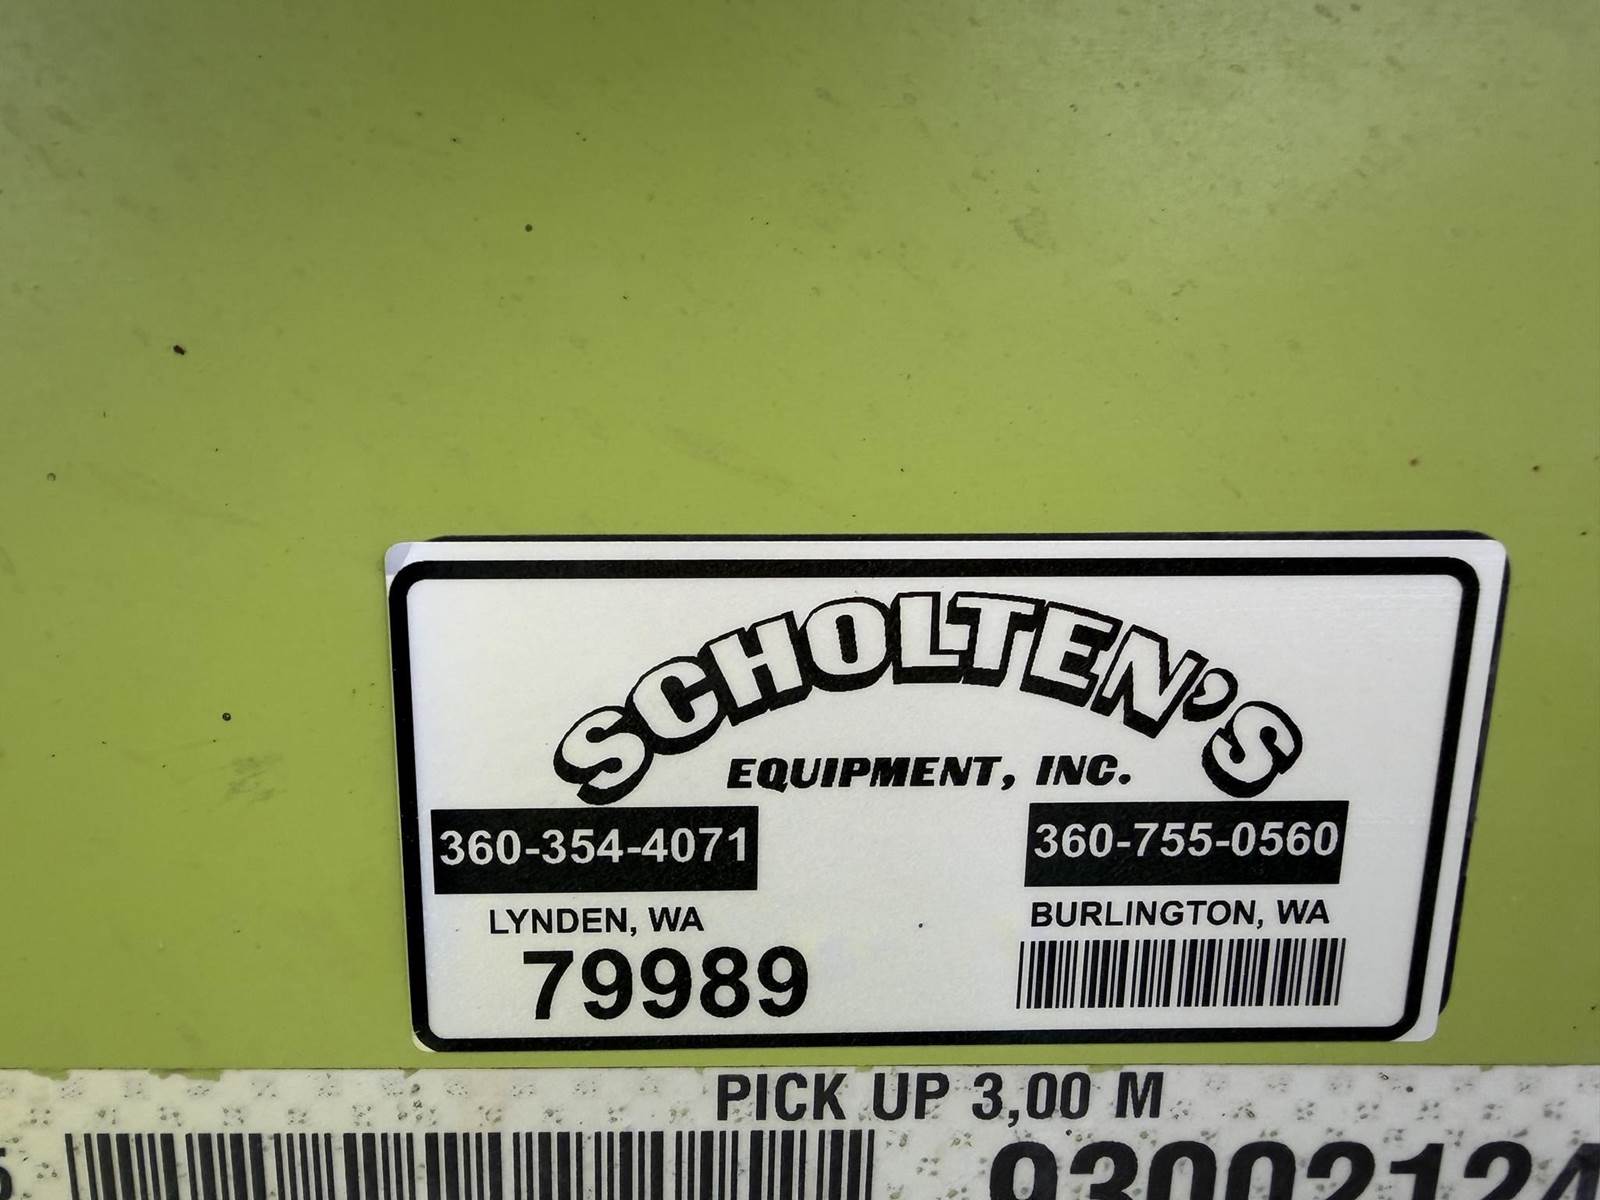 SCHOLTEN'S
EQUIPMENT, INC.
360-354-4071 360-755-0560
LYNDEN, WA BURLINGTON, WA
79989
PICK UP 3,00 M